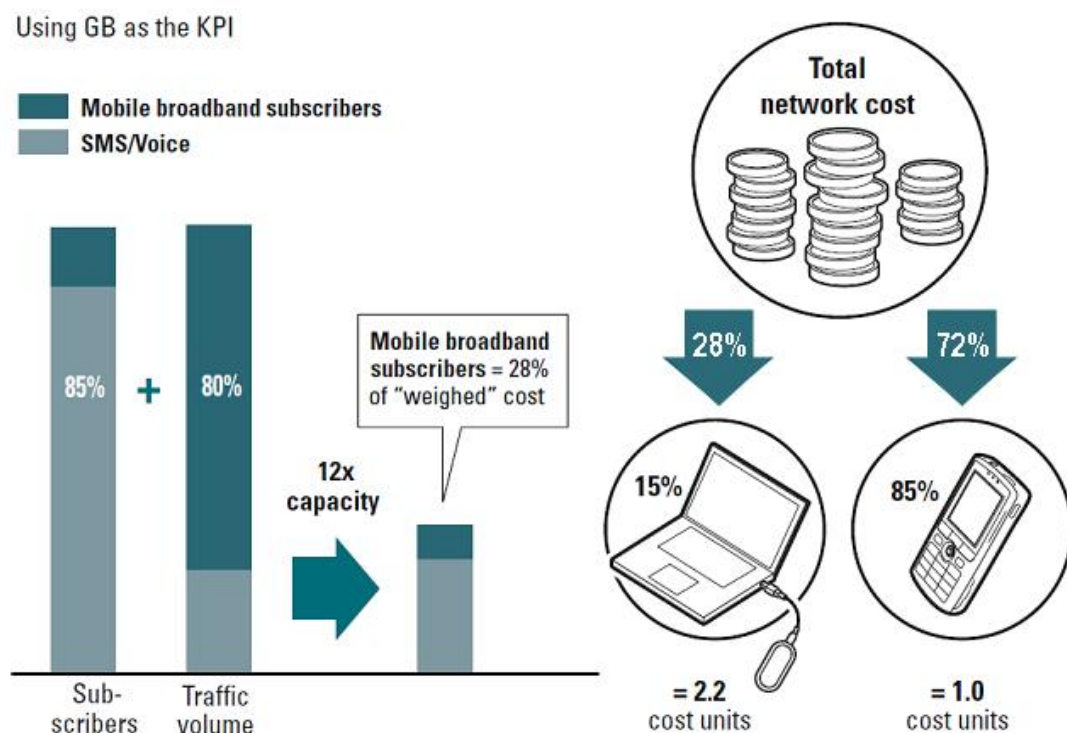 Using GB as the KPI
Mobile broadband subscribers
SMS/Voice
85%
+
80%
Sub-
scribers
Traffic
volume
12x
capacity
Mobile broadband
subscribers = 28%
of “weighed” cost
Total
network cost
28%
72%
15%
85%
= 2.2
cost units
= 1.0
cost units